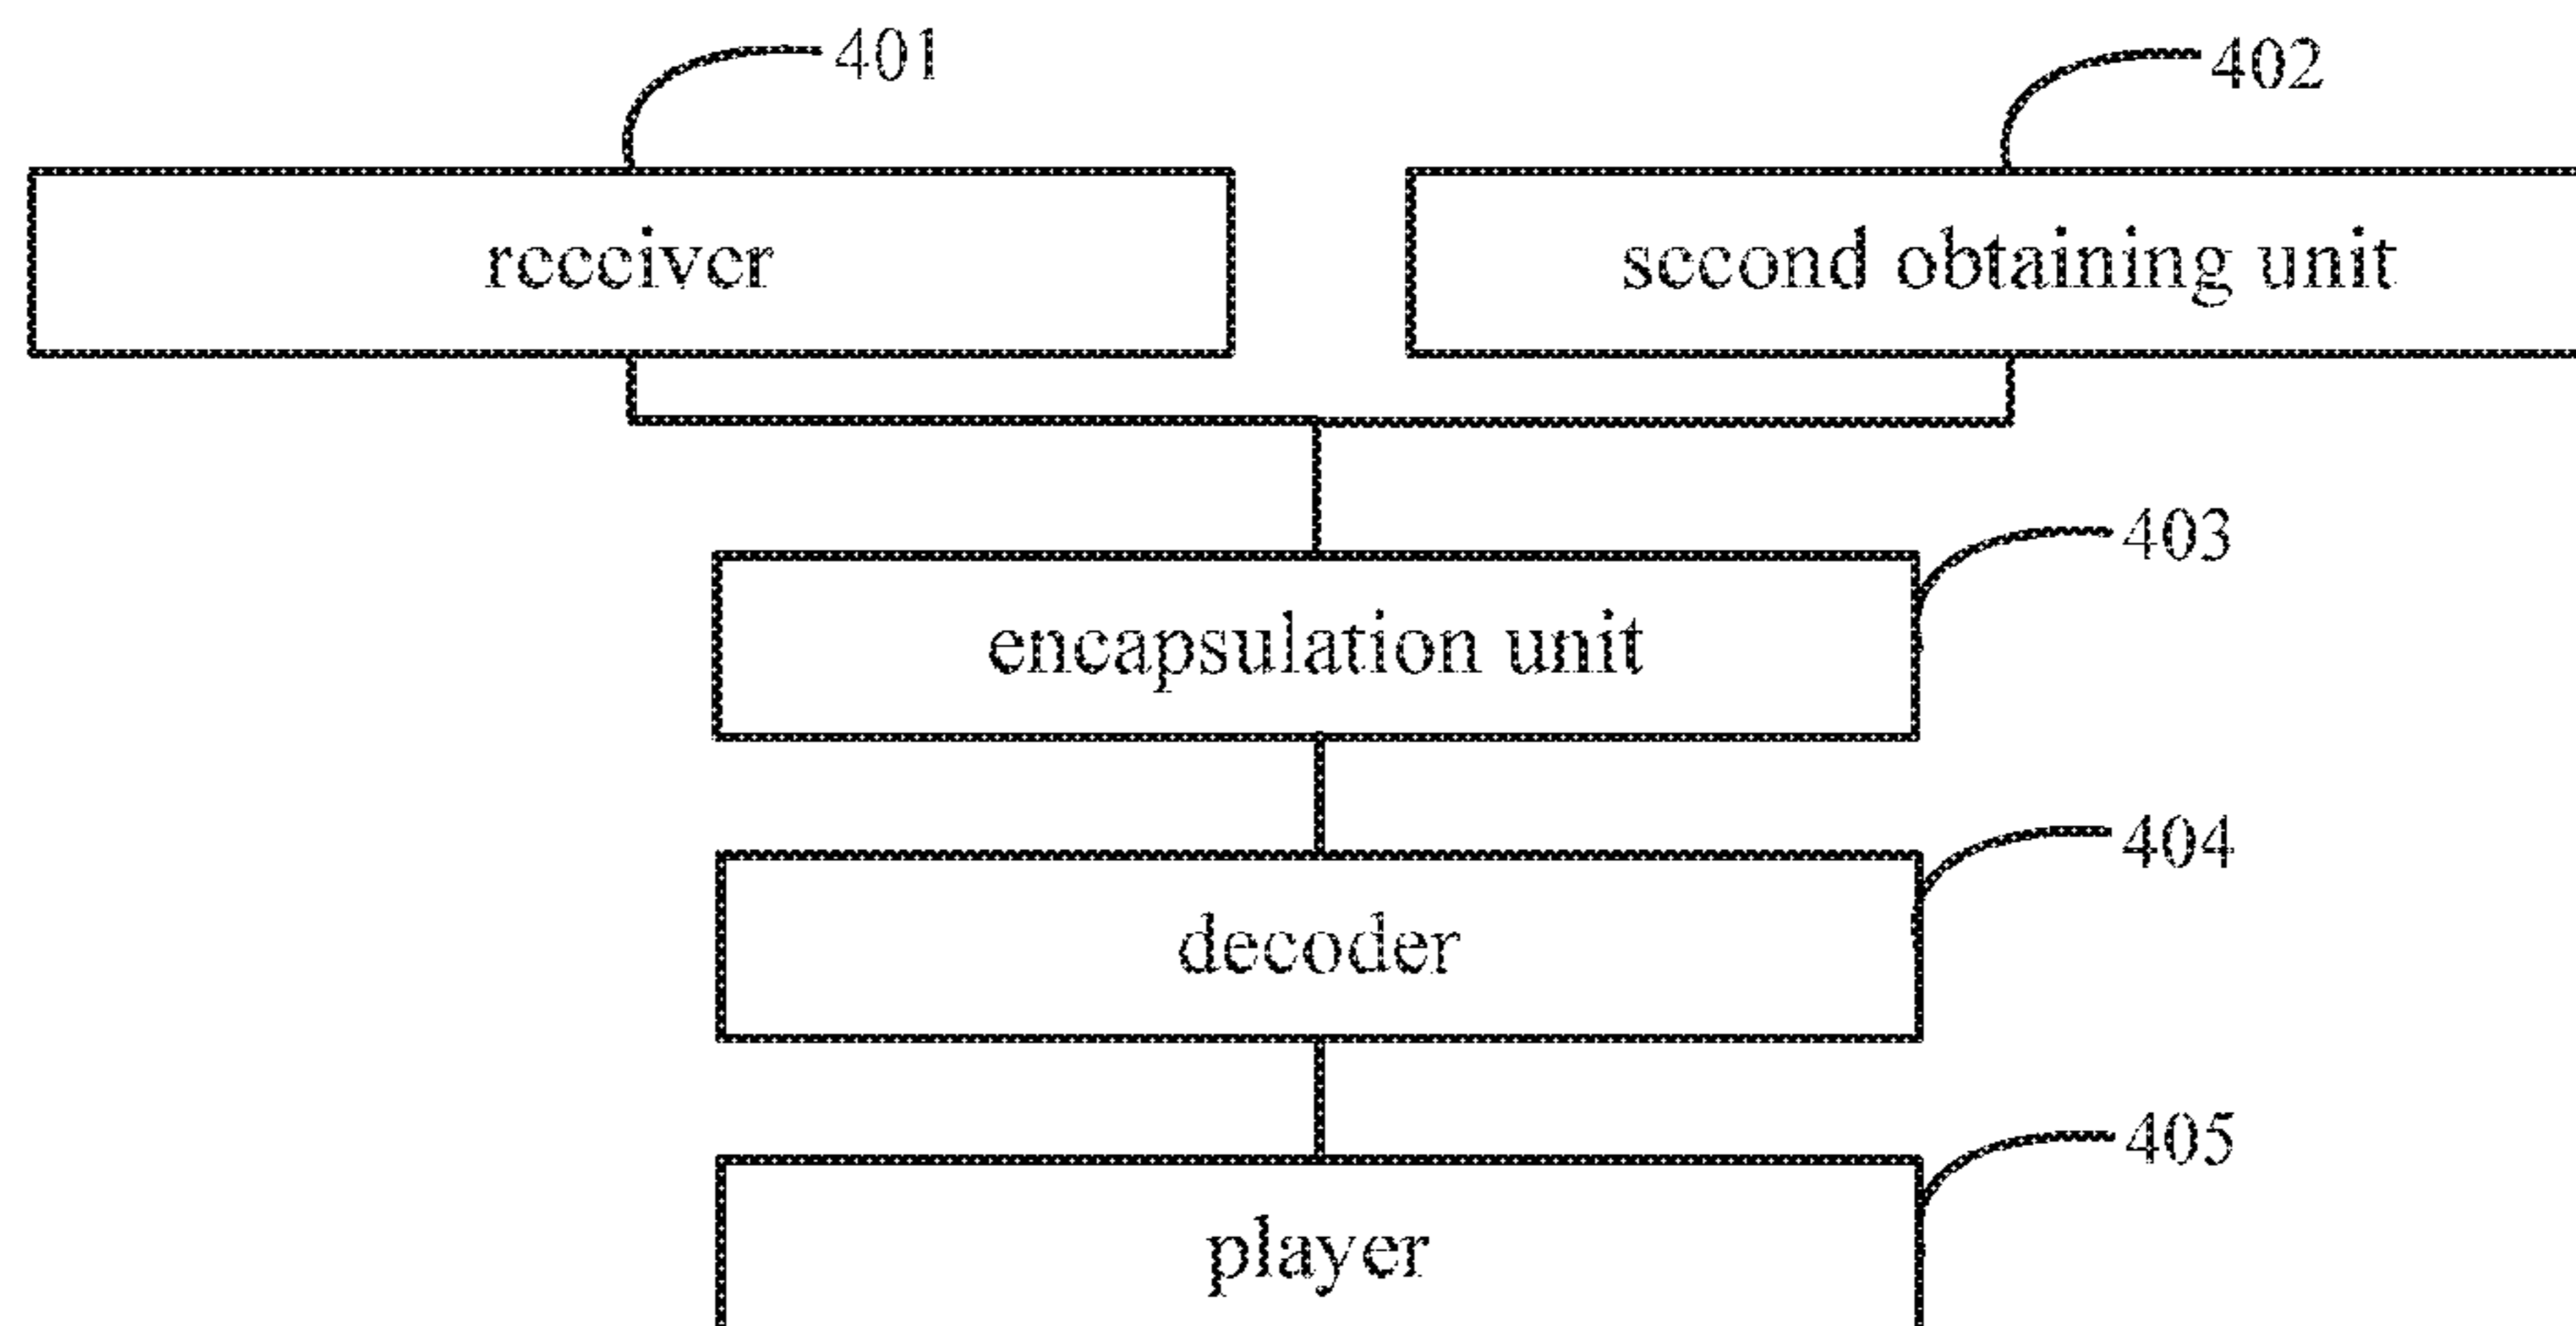 401
402
receiver
second obtaining unit
403
encapsulation unit
404
decoder
405
player